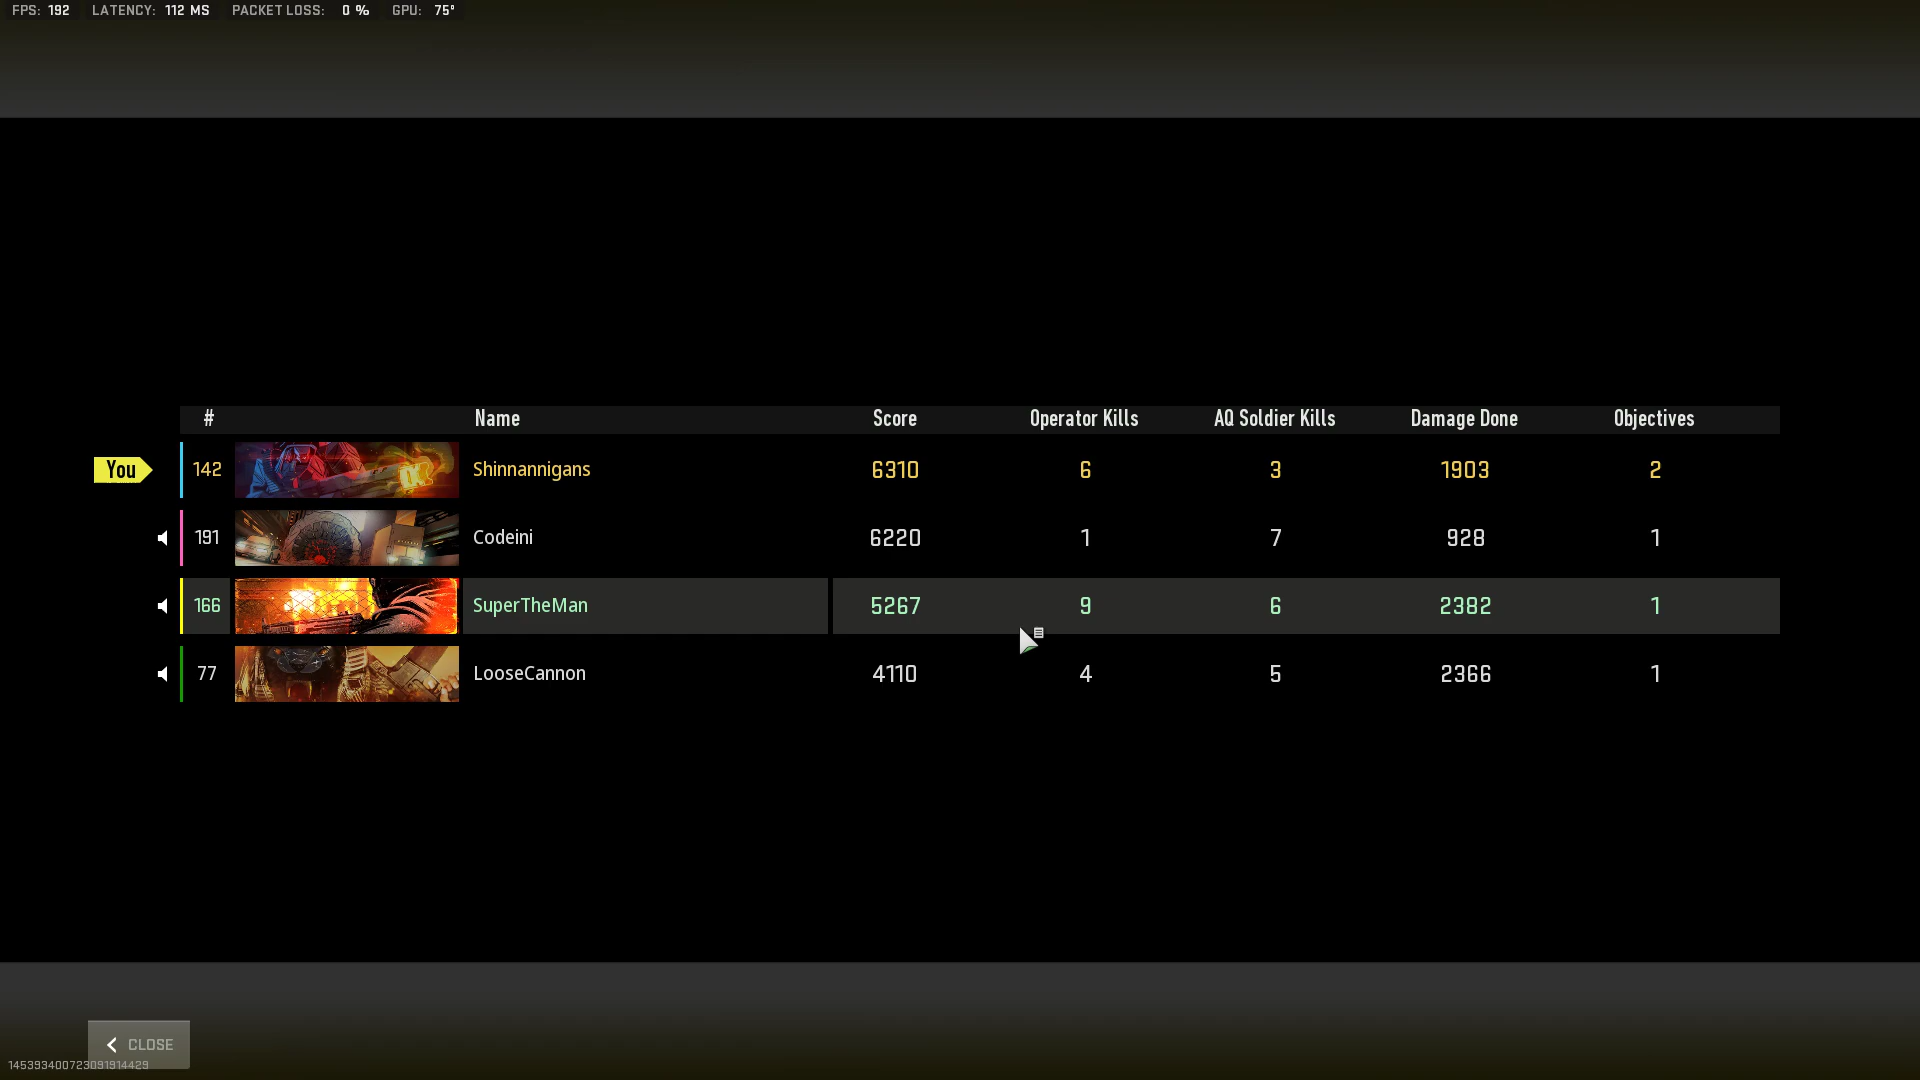 FPS: 192 LATENCY: 112 MS PACKET LOSS: 0 % GPU: 75°
# Name Score Operator Kills AQ Soldier Kills Damage Done Objectives
You 142 Shinnannigans 6310 6 3 1903 2
191 Codeini 6220 1 7 928 1
166 SuperTheMan 5267 9 6 2382 1
77 LooseCannon 4110 4 5 2366 1
CLOSE
145393400723091914429